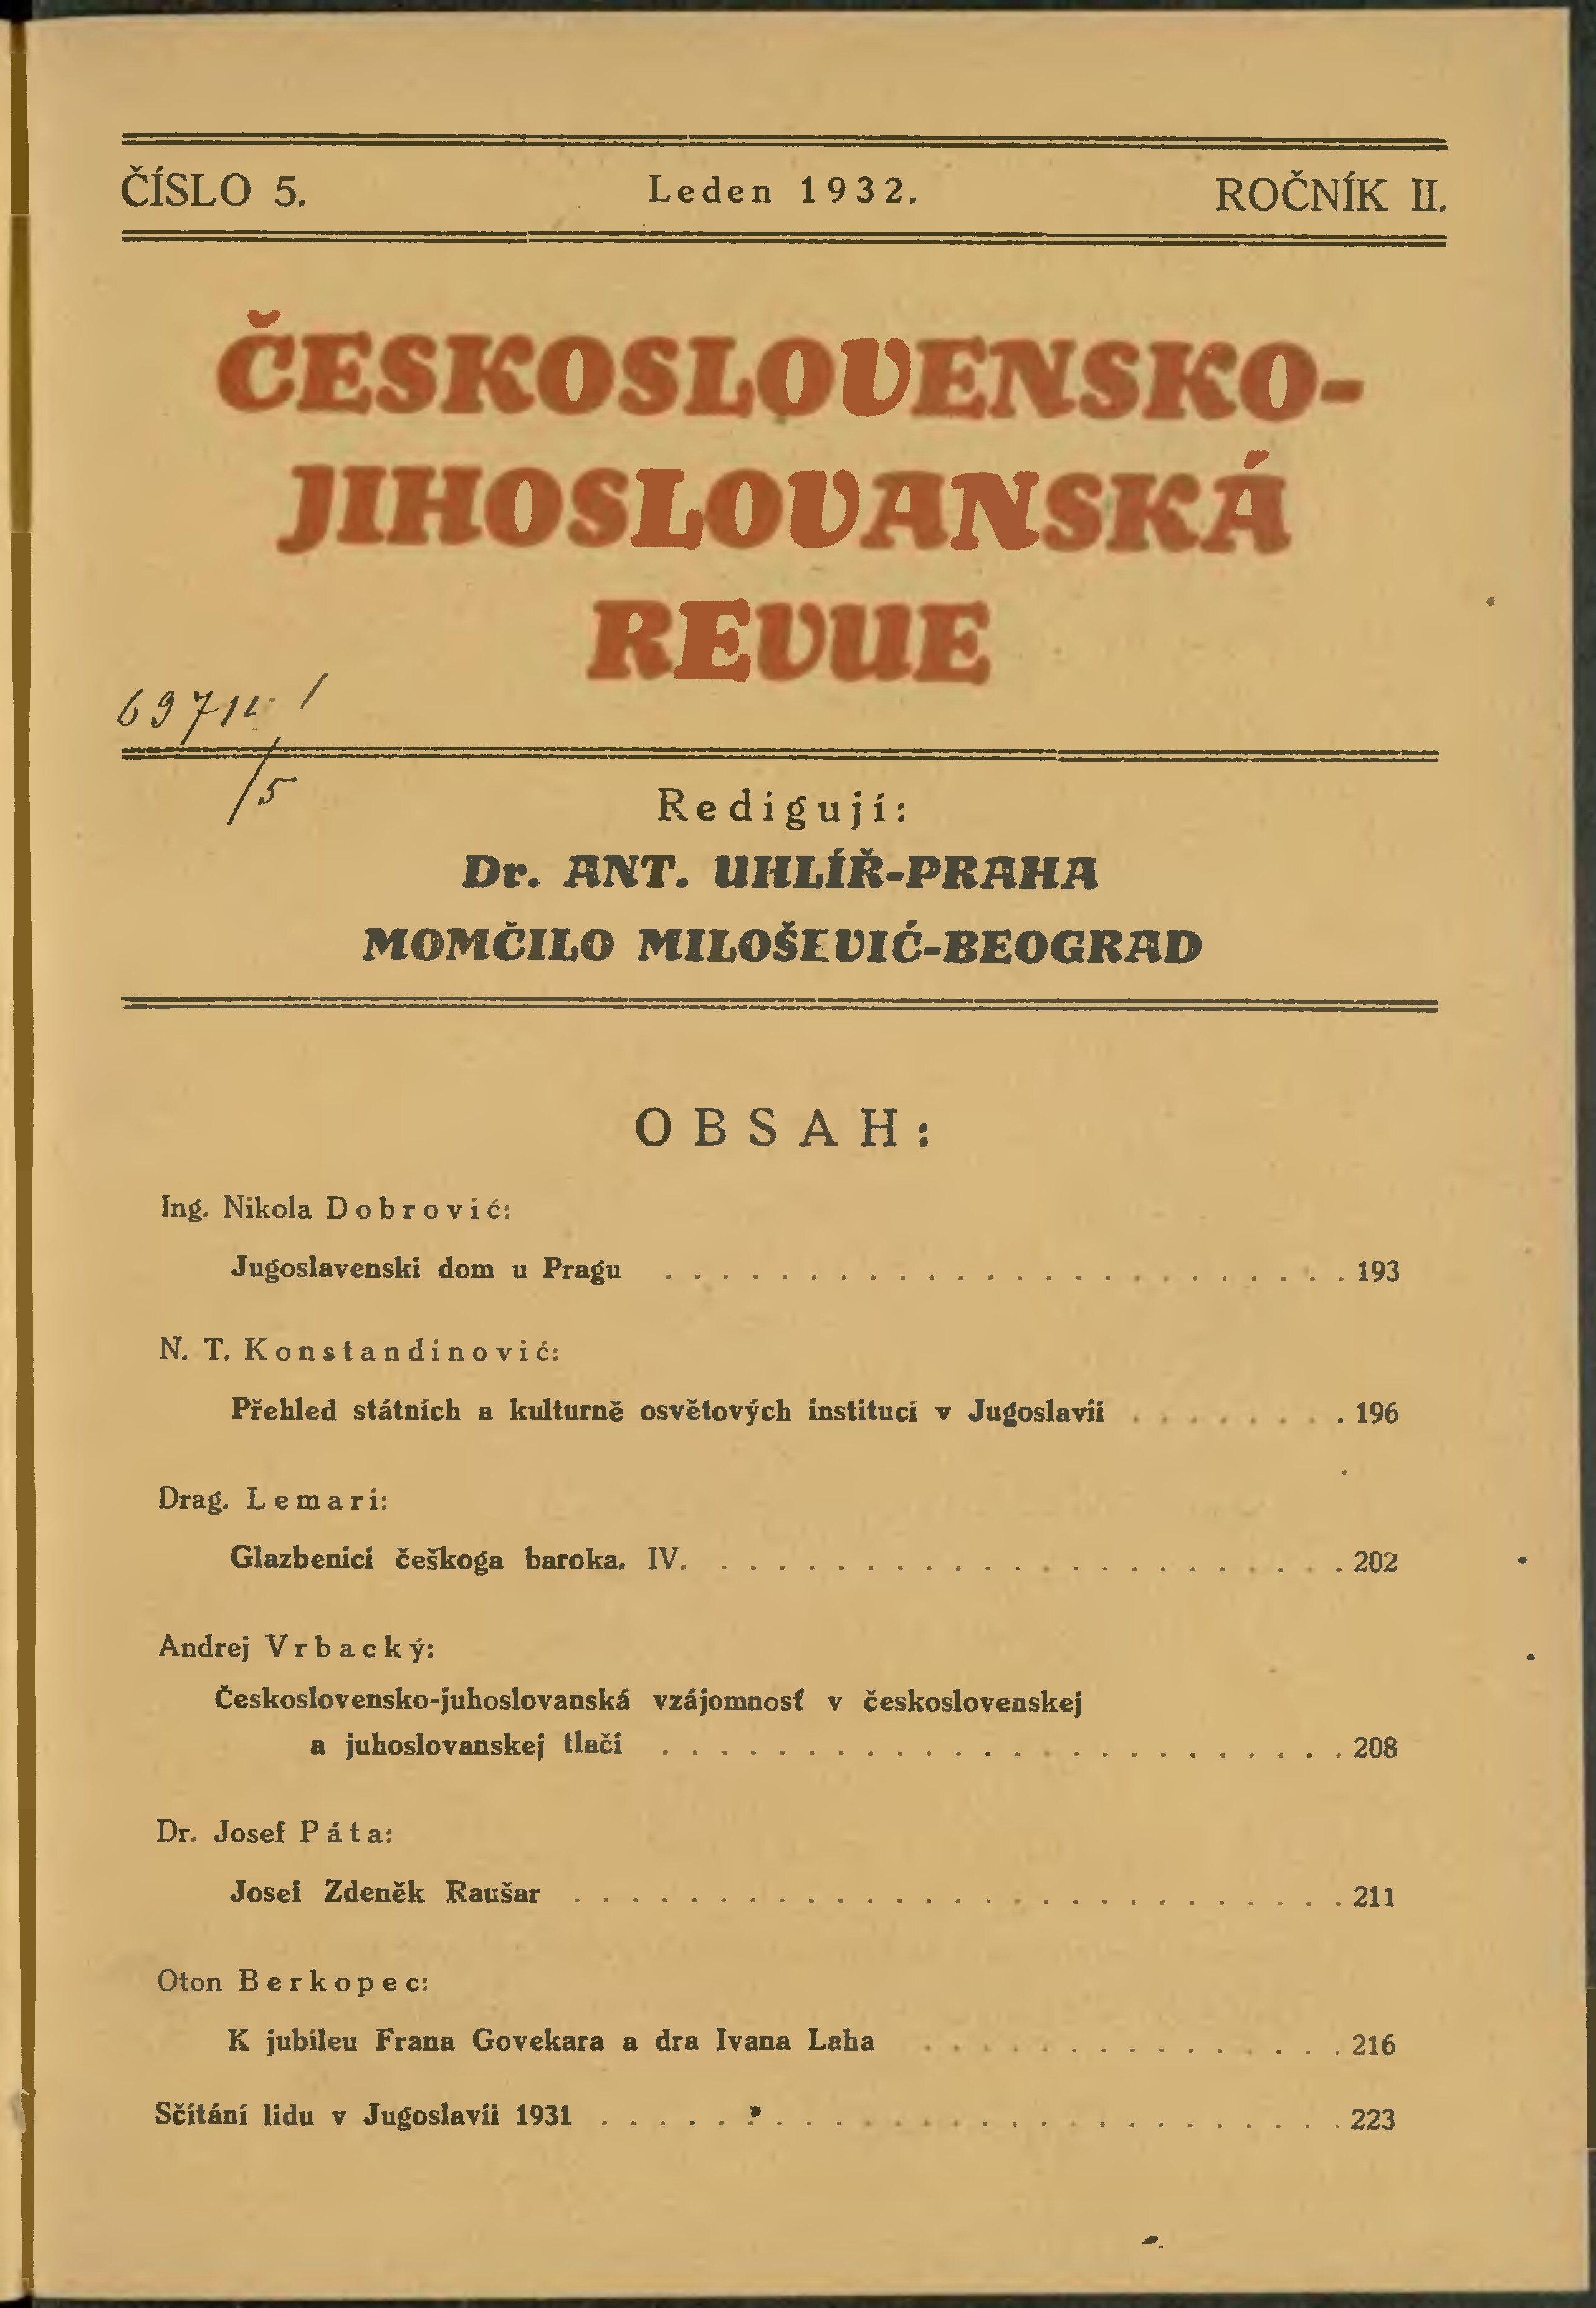 ČÍSLO 5. Leden 1932. ROČNÍK II.
ČESKOSLOVENSKO-
JIHOSLOVANSKÁ
REVUE
/5
Redigují:
Dr. ANT. UHLÍŘ-PRAHA
MOMČILO MILOŠEVIĆ-BEOGRAD
OBSAH:
Ing. Nikola Dobrović:
Jugoslavenski dom u Pragu . . . . . . . . . . . . . . . . . . . . . . . . 193
N. T. Konstandinović:
Přehled státních a kulturně osvětových institucí v Jugoslavii . . . . . . . . 196
Drag. Lemari:
Glazbenici češkoga baroka. IV. . . . . . . . . . . . . . . . . . . . . . . 202
Andrej Vrbacký:
Československo-juhoslovanská vzájomnosť v československej
a juhoslovanskej tlači . . . . . . . . . . . . . . . . . . . . . . . . 208
Dr. Josef Páta:
Josef Zdeněk Raušar . . . . . . . . . . . . . . . . . . . . . . . . . . . 211
Oton Berkopec:
K jubileu Frana Govekara a dra Ivana Laha . . . . . . . . . . . . . . . 216
Sčítání lidu v Jugoslavii 1931 . . . . . . . . . . . . . . . . . . . . . . . . . . 223